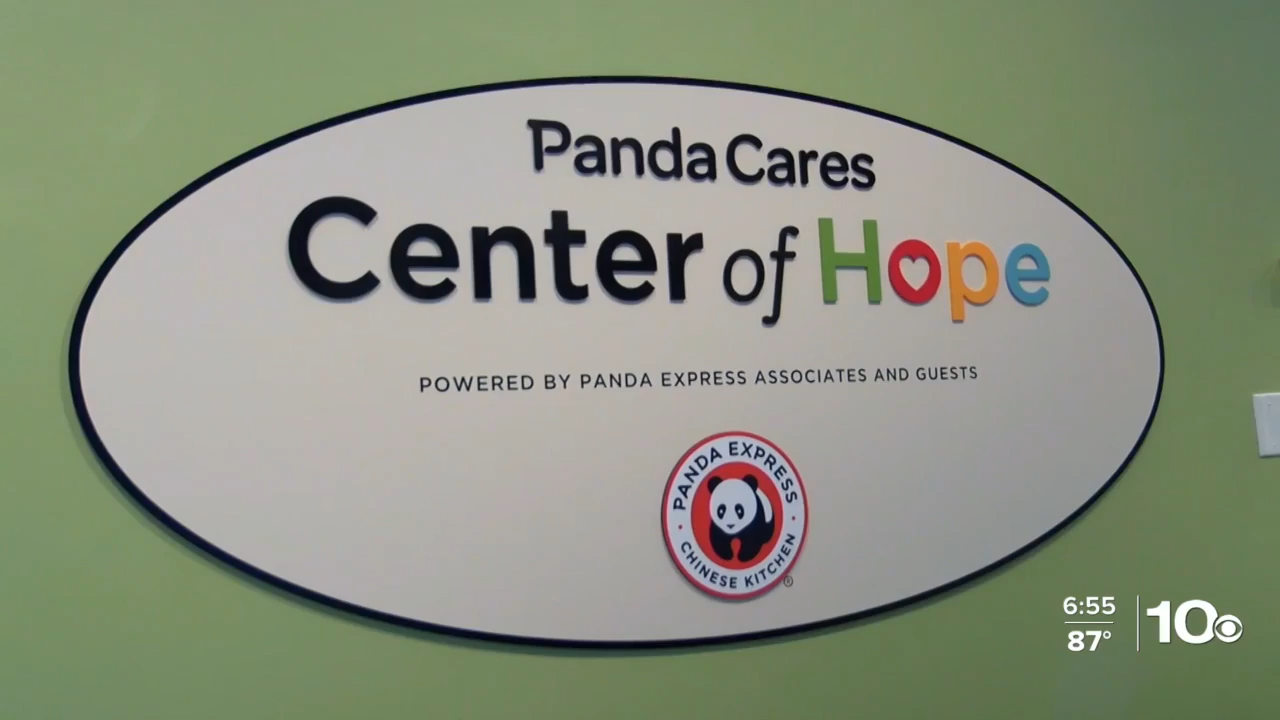 Panda Cares
Center of Hope
POWERED BY PANDA EXPRESS ASSOCIATES AND GUESTS
PANDA EXPRESS
CHINESE KITCHEN
®
6:55
87°
10